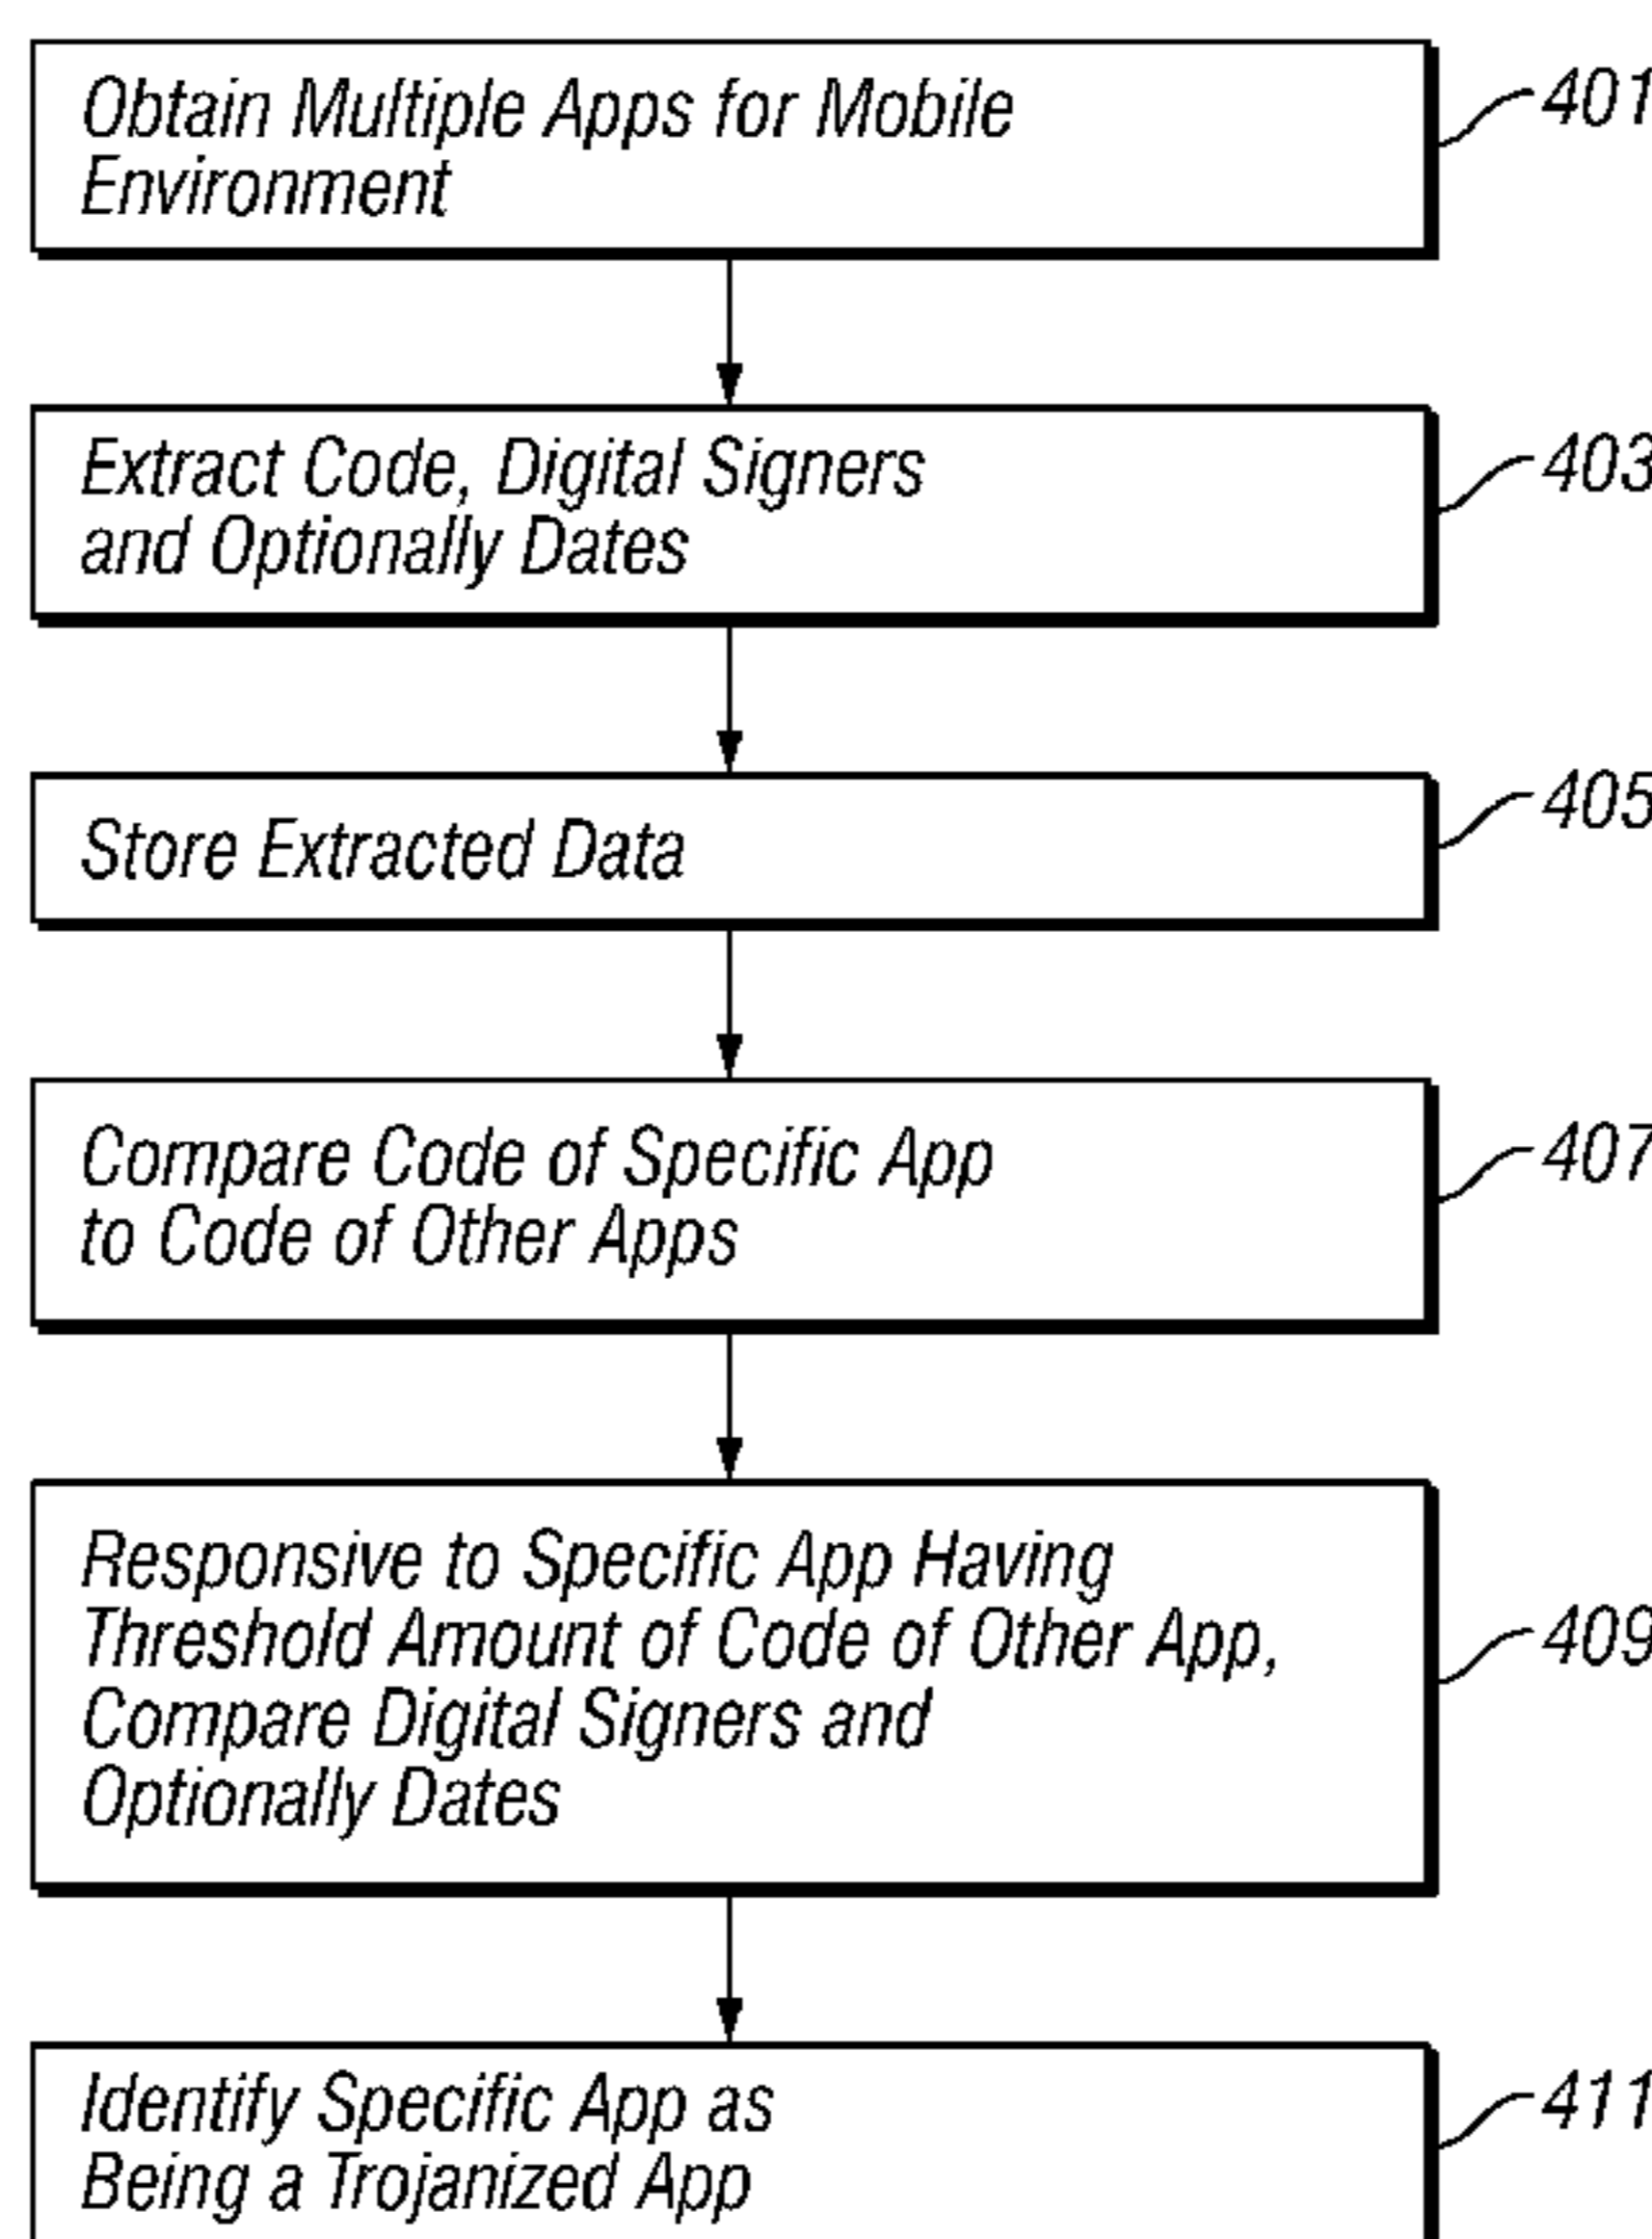 Obtain Multiple Apps for Mobile
Environment
401
Extract Code, Digital Signers
and Optionally Dates
403
Store Extracted Data
405
Compare Code of Specific App
to Code of Other Apps
407
Responsive to Specific App Having
Threshold Amount of Code of Other App,
Compare Digital Signers and
Optionally Dates
409
Identify Specific App as
Being a Trojanized App
411